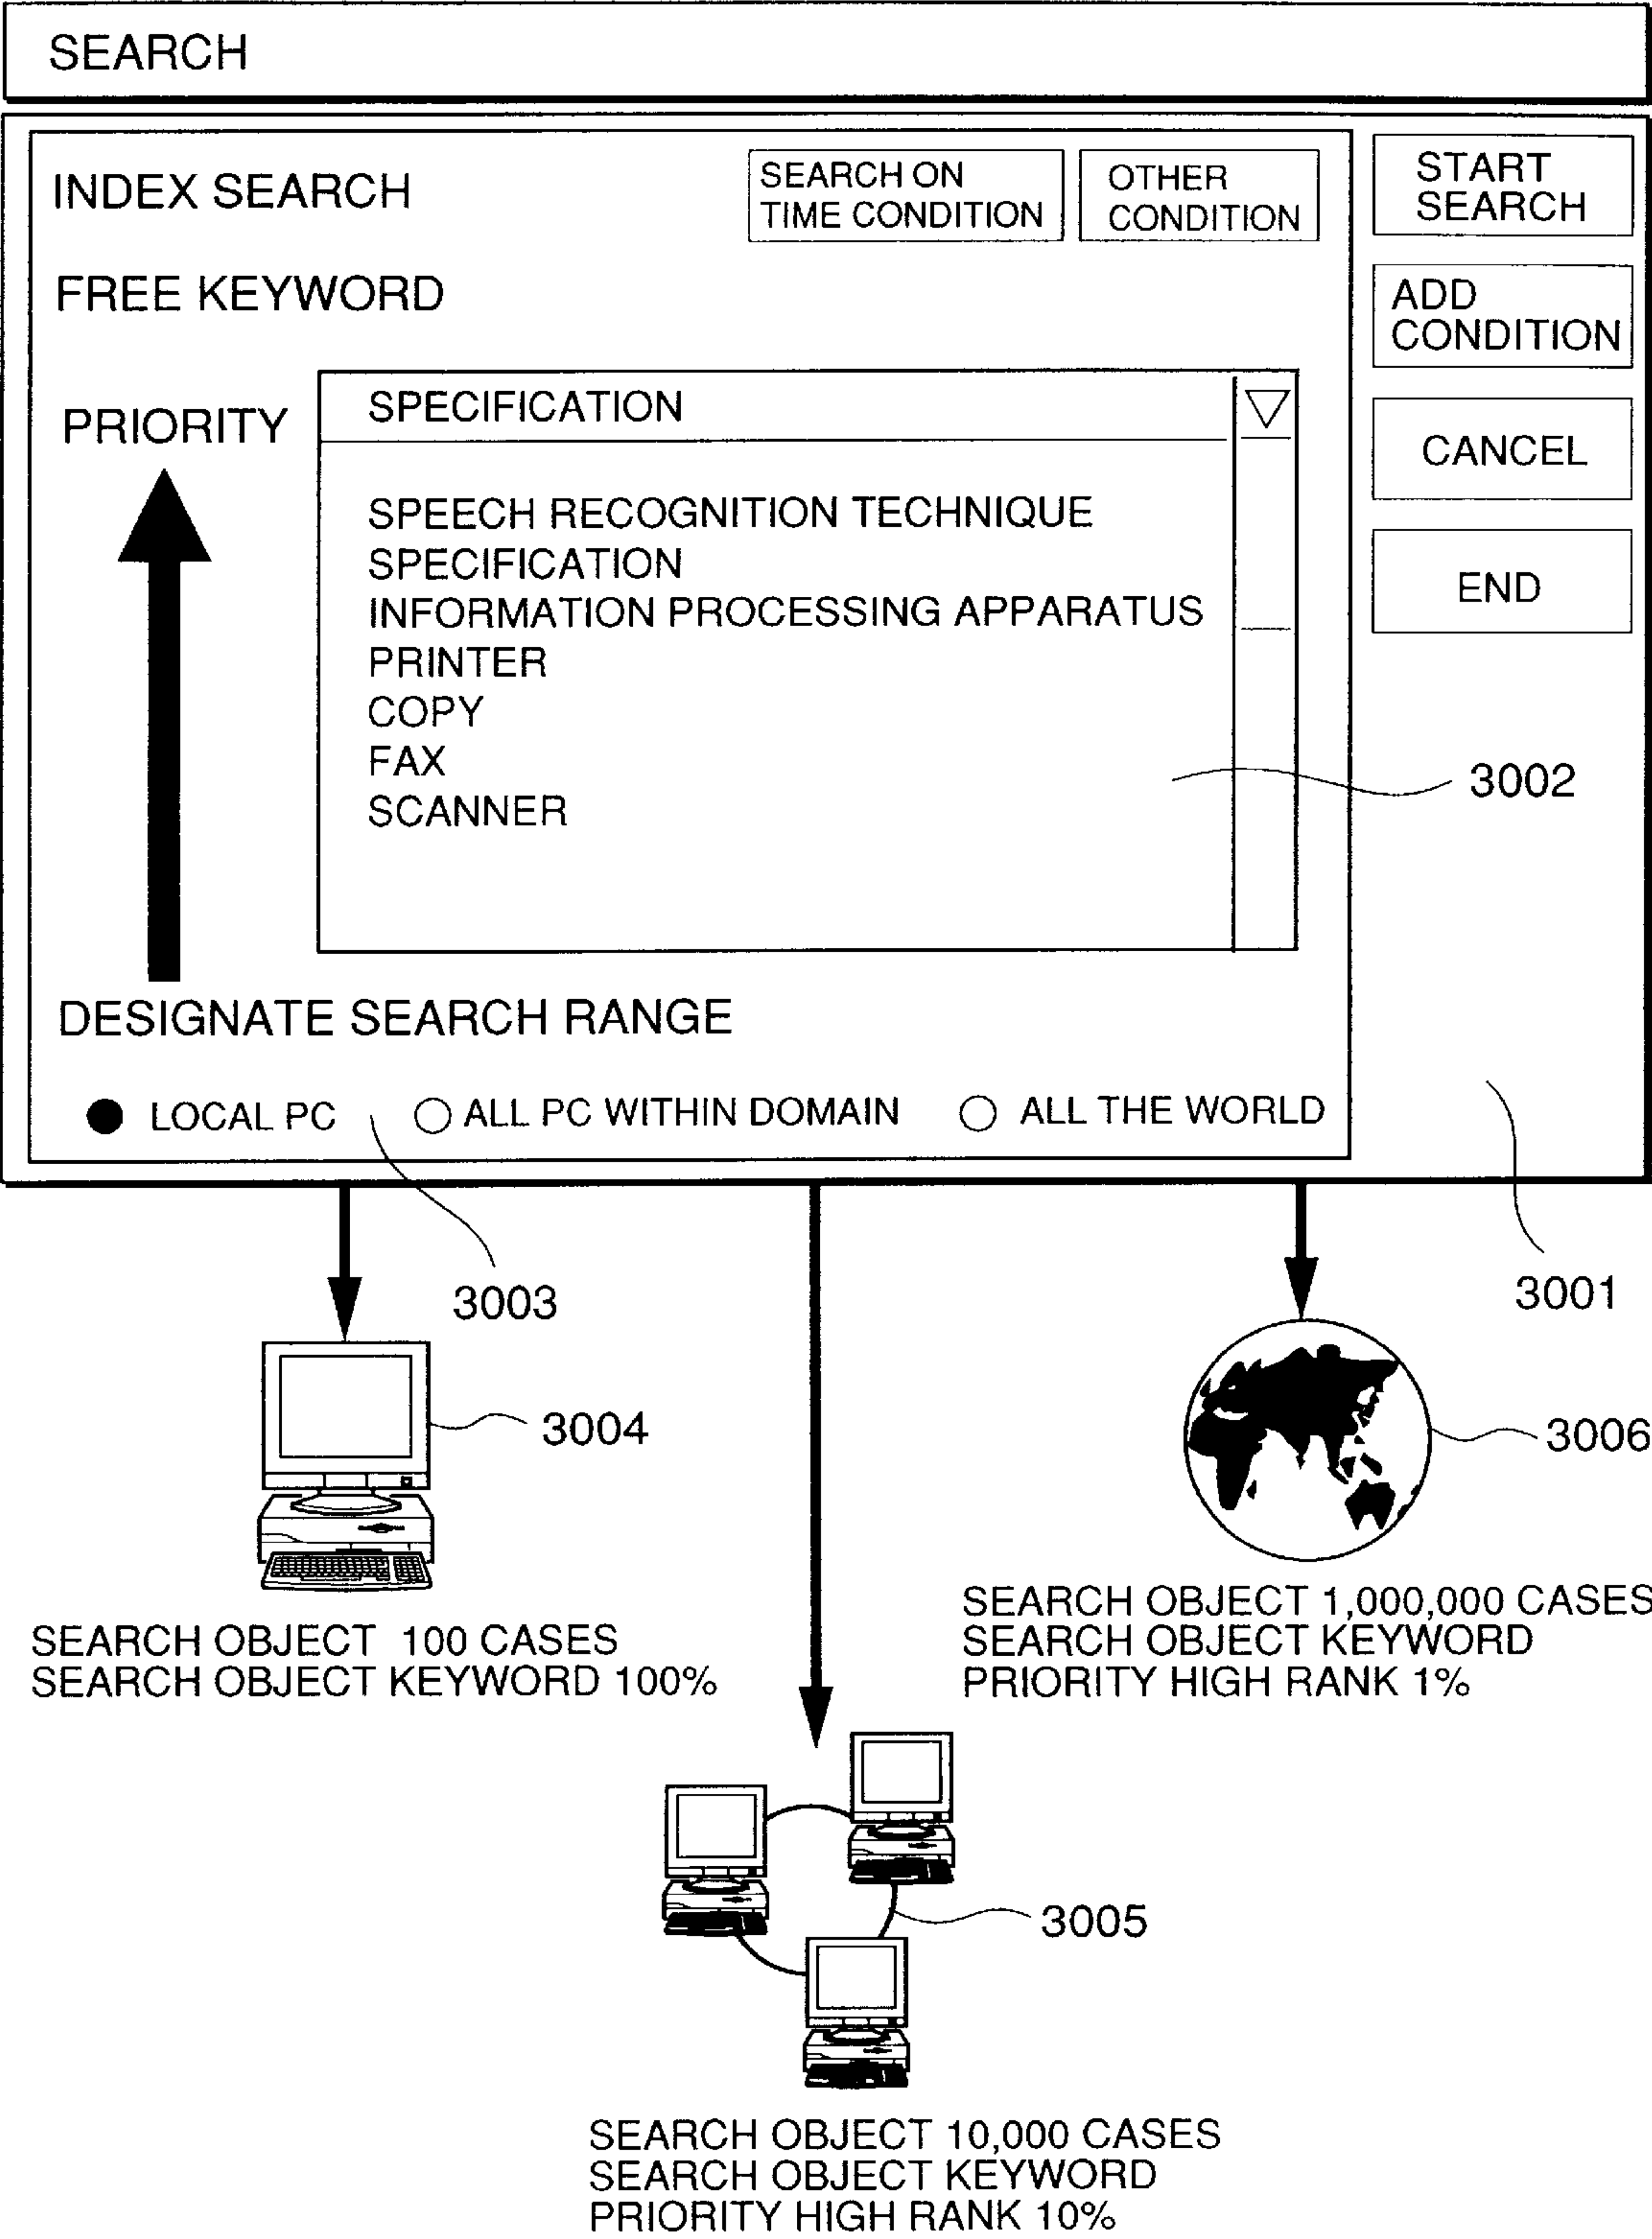 SEARCH
INDEX SEARCH
SEARCH ON
TIME CONDITION
OTHER
CONDITION
START
SEARCH
FREE KEYWORD
ADD
CONDITION
PRIORITY
SPECIFICATION
CANCEL
SPEECH RECOGNITION TECHNIQUE
SPECIFICATION
INFORMATION PROCESSING APPARATUS
PRINTER
COPY
FAX
SCANNER
END
3002
DESIGNATE SEARCH RANGE
LOCAL PC
ALL PC WITHIN DOMAIN
ALL THE WORLD
3003
3001
3004
3006
SEARCH OBJECT 100 CASES
SEARCH OBJECT KEYWORD 100%
SEARCH OBJECT 1,000,000 CASES
SEARCH OBJECT KEYWORD
PRIORITY HIGH RANK 1%
3005
SEARCH OBJECT 10,000 CASES
SEARCH OBJECT KEYWORD
PRIORITY HIGH RANK 10%